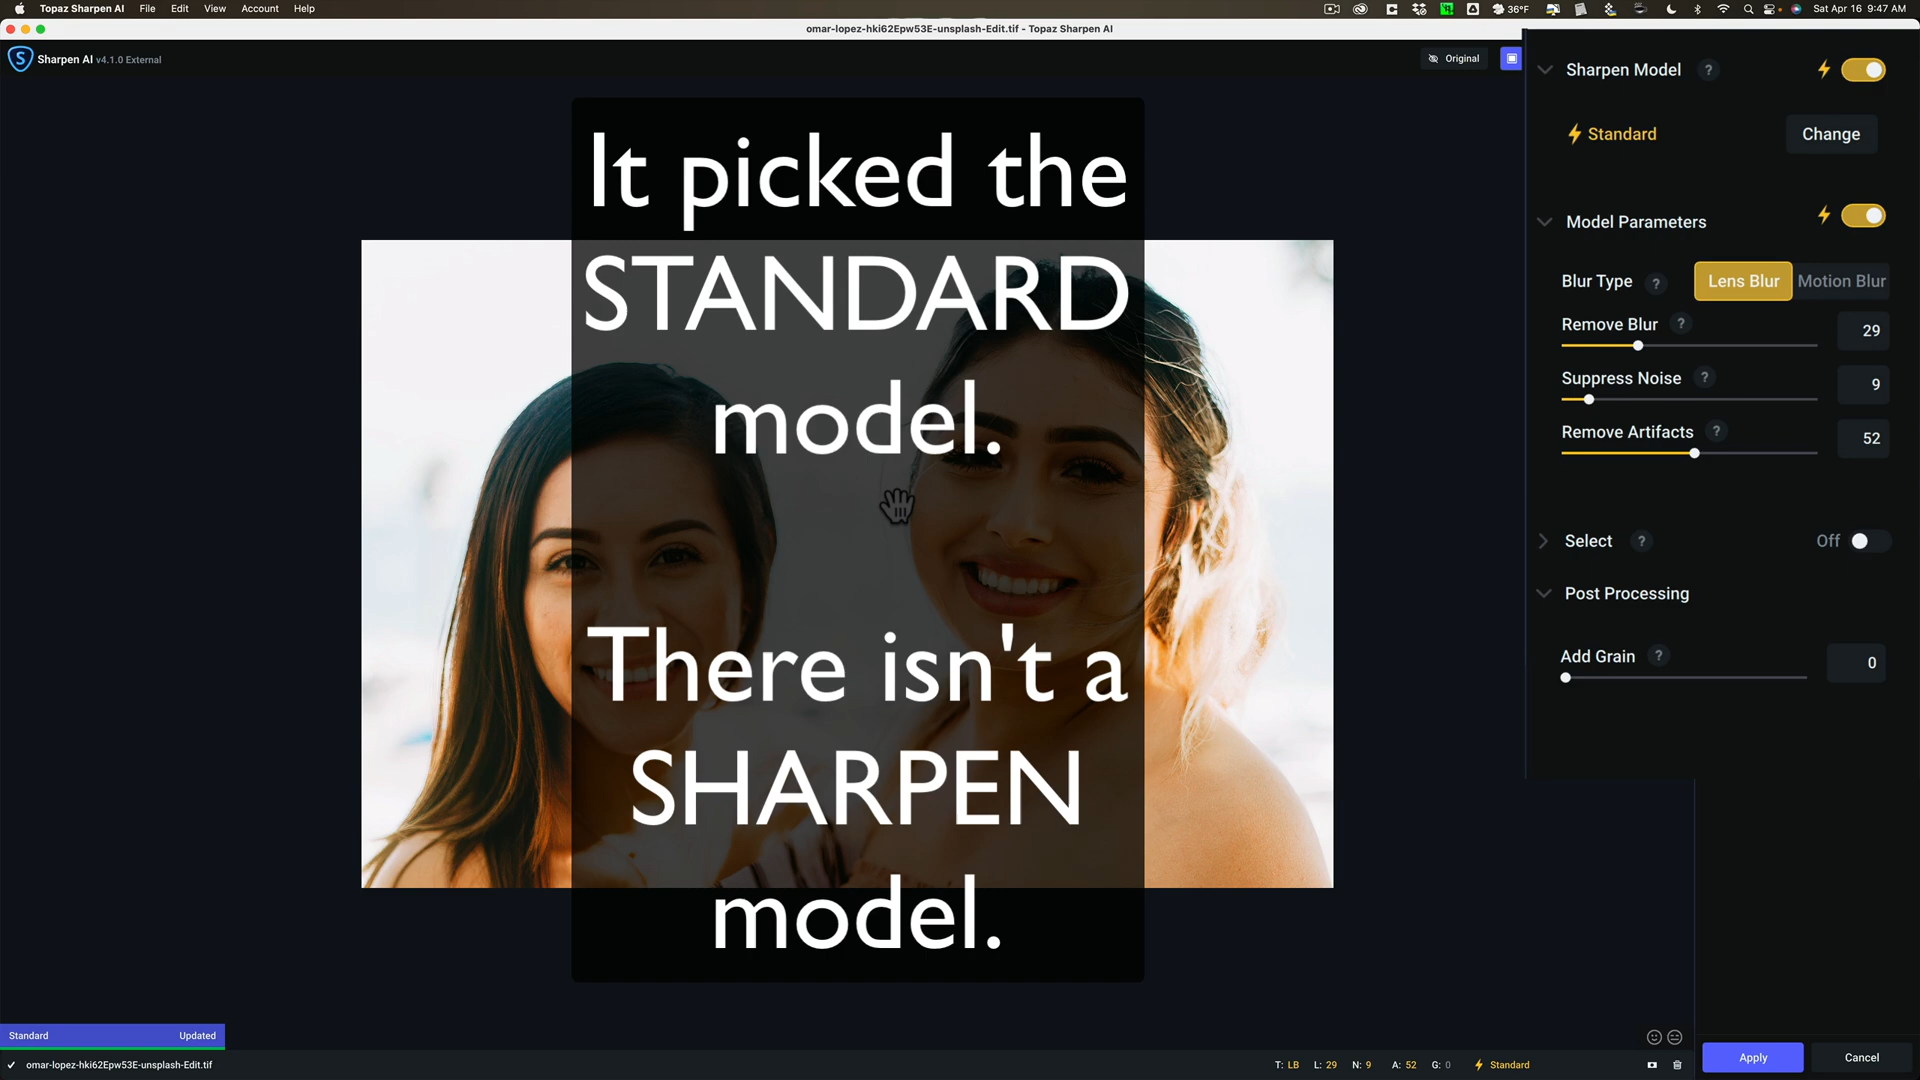 Topaz Sharpen AI File Edit View Account Help 36°F Sat Apr 16 9:47 AM
omar-lopez-hki62Epw53E-unsplash-Edit.tif - Topaz Sharpen AI
Sharpen AI v4.1.0 External
Original
It picked the
STANDARD
model.
There isn't a
SHARPEN
model.
Sharpen Model ?
Standard Change
Model Parameters
Blur Type ? Lens Blur Motion Blur
Remove Blur ? 29
Suppress Noise ? 9
Remove Artifacts ? 52
Select ? Off
Post Processing
Add Grain ? 0
Standard Updated
omar-lopez-hki62Epw53E-unsplash-Edit.tif
T: LB L: 29 N: 9 A: 52 G: 0 Standard
Apply Cancel